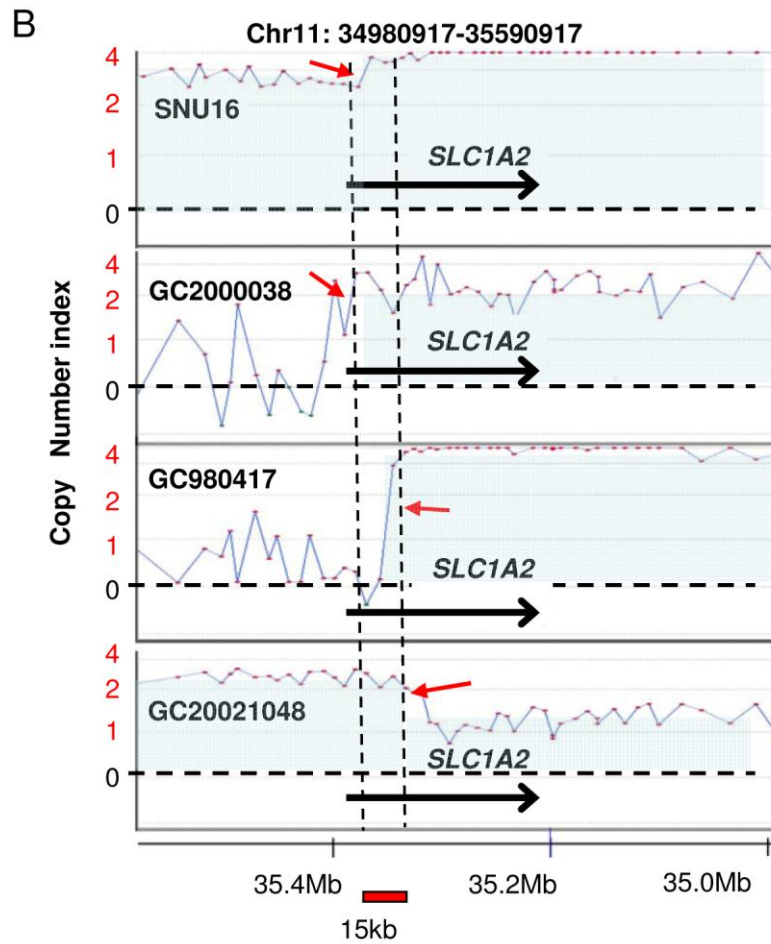 B
Chr11: 34980917-35590917
Copy Number index
4
2
1
0
SNU16
SLC1A2
4
2
1
0
GC2000038
SLC1A2
4
2
1
0
GC980417
SLC1A2
4
2
1
0
GC20021048
SLC1A2
35.4Mb
35.2Mb
35.0Mb
15kb